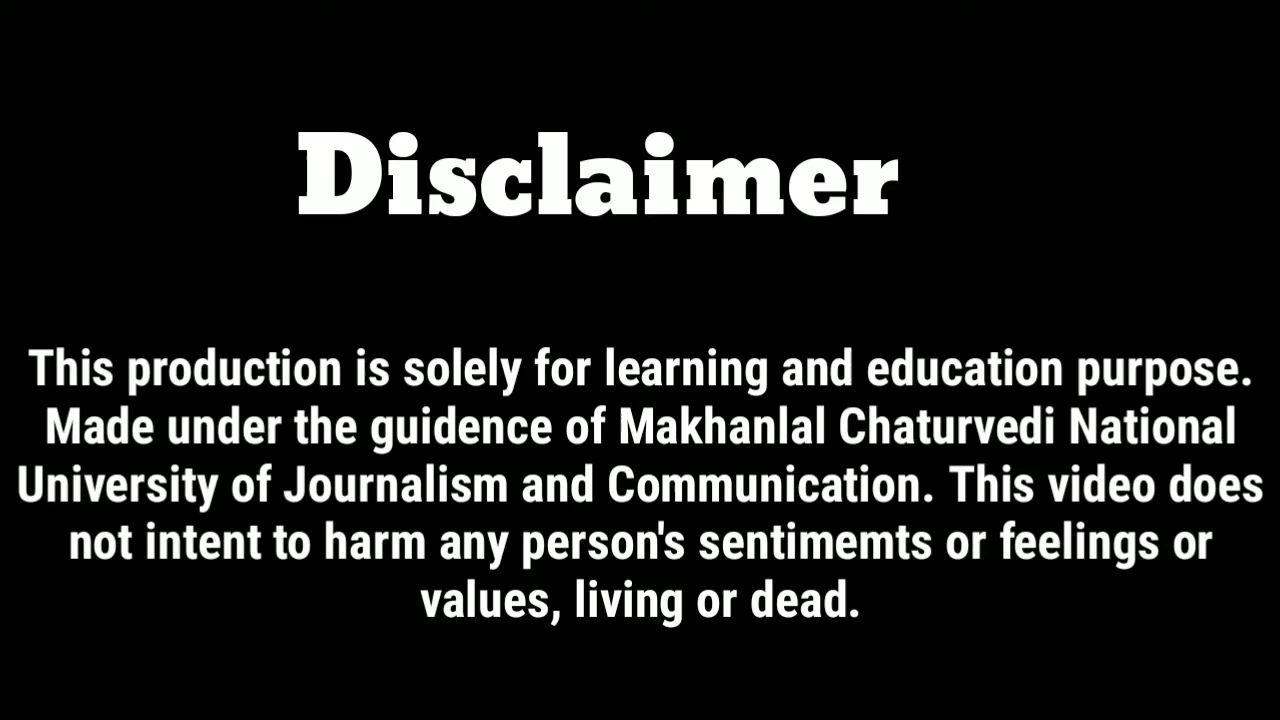 Disclaimer
This production is solely for learning and education purpose.
Made under the guidence of Makhanlal Chaturvedi National
University of Journalism and Communication. This video does
not intent to harm any person's sentimemts or feelings or
values, living or dead.